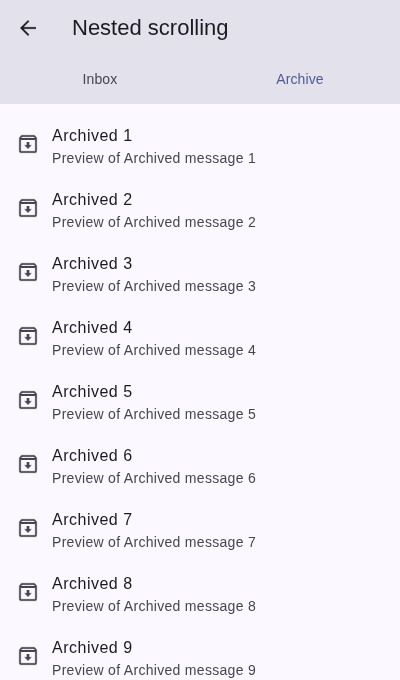 Nested scrolling
Inbox
Archive
Archived 1
Preview of Archived message 1
Archived 2
Preview of Archived message 2
Archived 3
Preview of Archived message 3
Archived 4
Preview of Archived message 4
Archived 5
Preview of Archived message 5
Archived 6
Preview of Archived message 6
Archived 7
Preview of Archived message 7
Archived 8
Preview of Archived message 8
Archived 9
Preview of Archived message 9